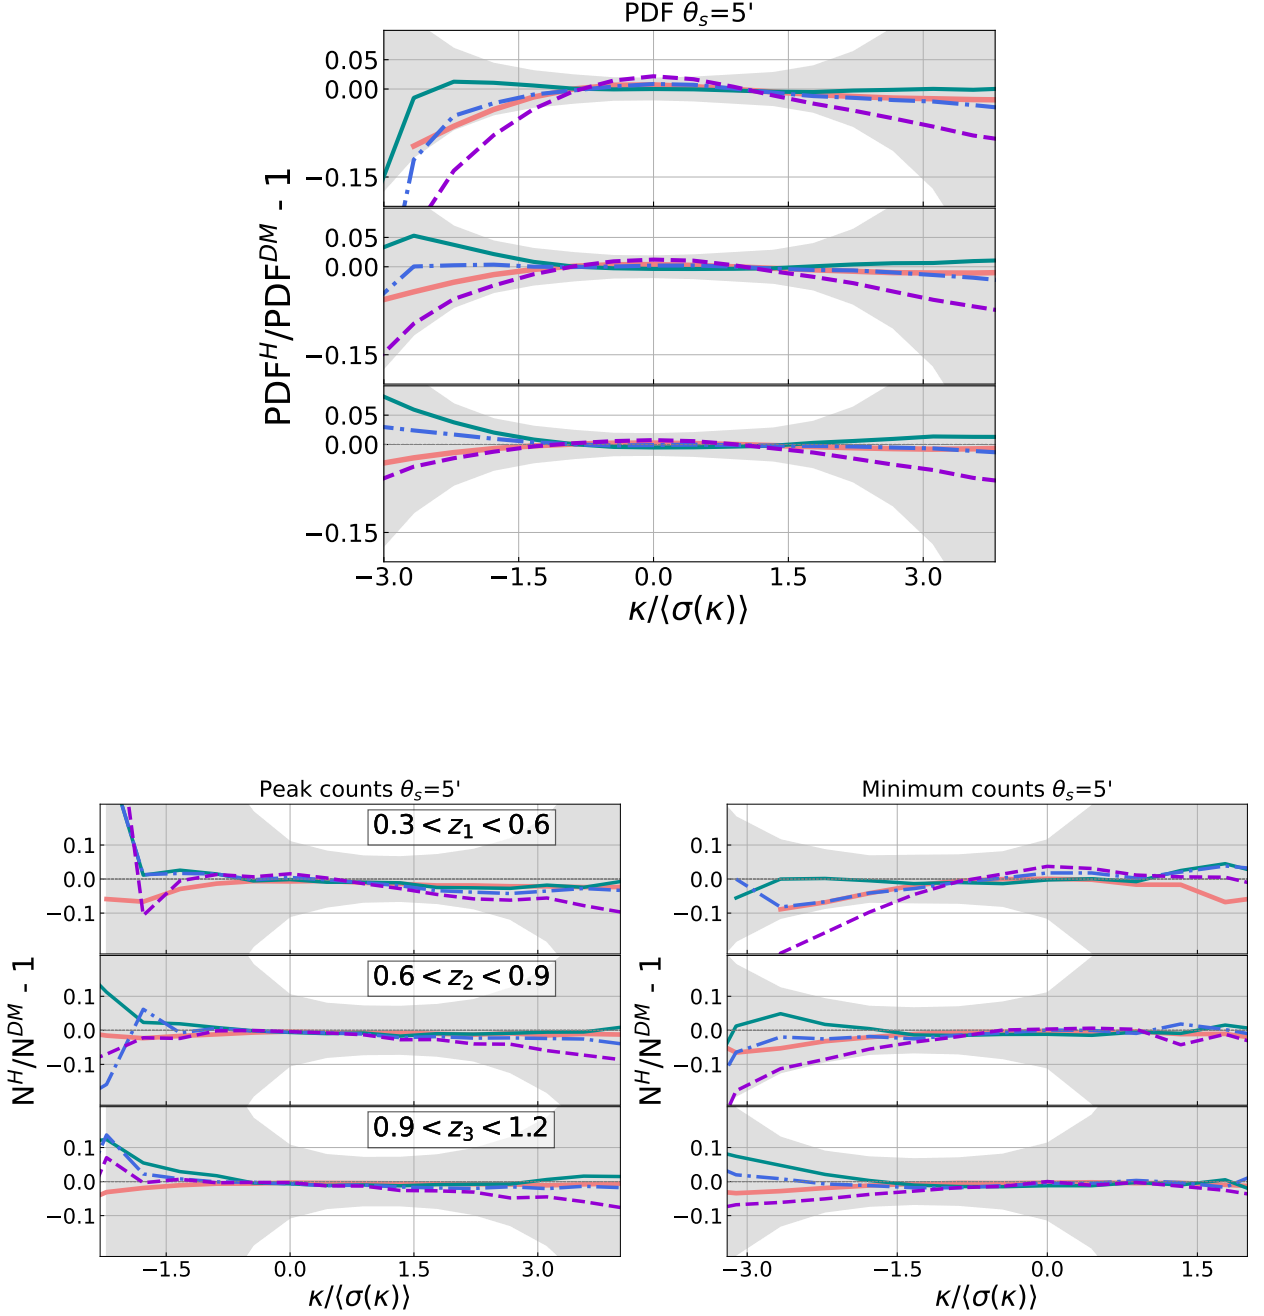 PDF θs=5'
0.05
0.00
−0.15
0.05
0.00
−0.15
0.05
0.00
−0.15
PDF^H/PDF^DM - 1
−3.0 −1.5 0.0 1.5 3.0
κ/⟨σ(κ)⟩
Peak counts θs=5'
0.3 < z1 < 0.6
0.1
0.0
−0.1
0.6 < z2 < 0.9
0.1
0.0
−0.1
0.9 < z3 < 1.2
0.1
0.0
−0.1
N^H/N^DM - 1
−1.5 0.0 1.5 3.0
κ/⟨σ(κ)⟩
Minimum counts θs=5'
0.1
0.0
−0.1
0.1
0.0
−0.1
0.1
0.0
−0.1
N^H/N^DM - 1
−3.0 −1.5 0.0 1.5
κ/⟨σ(κ)⟩